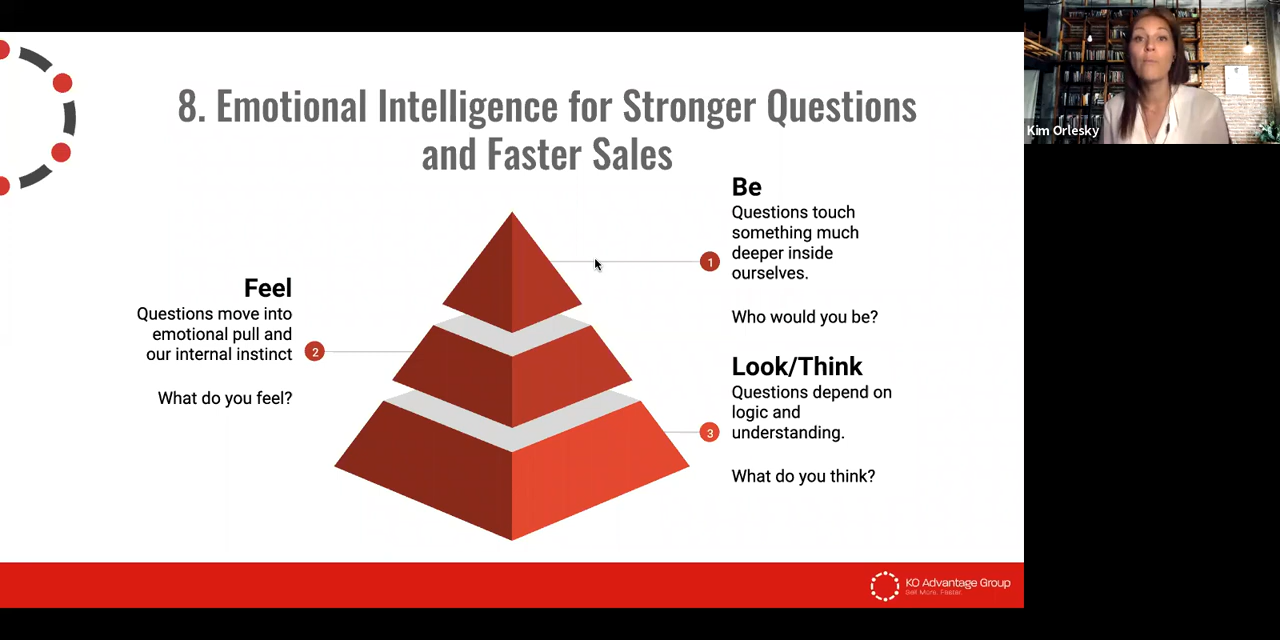 8. Emotional Intelligence for Stronger Questions
and Faster Sales
Be
Questions touch
something much
deeper inside
ourselves.
Who would you be?
1
Feel
Questions move into
emotional pull and
our internal instinct
What do you feel?
2
Look/Think
Questions depend on
logic and
understanding.
What do you think?
3
KO Advantage Group
Sell More. Faster.
Kim Orlesky